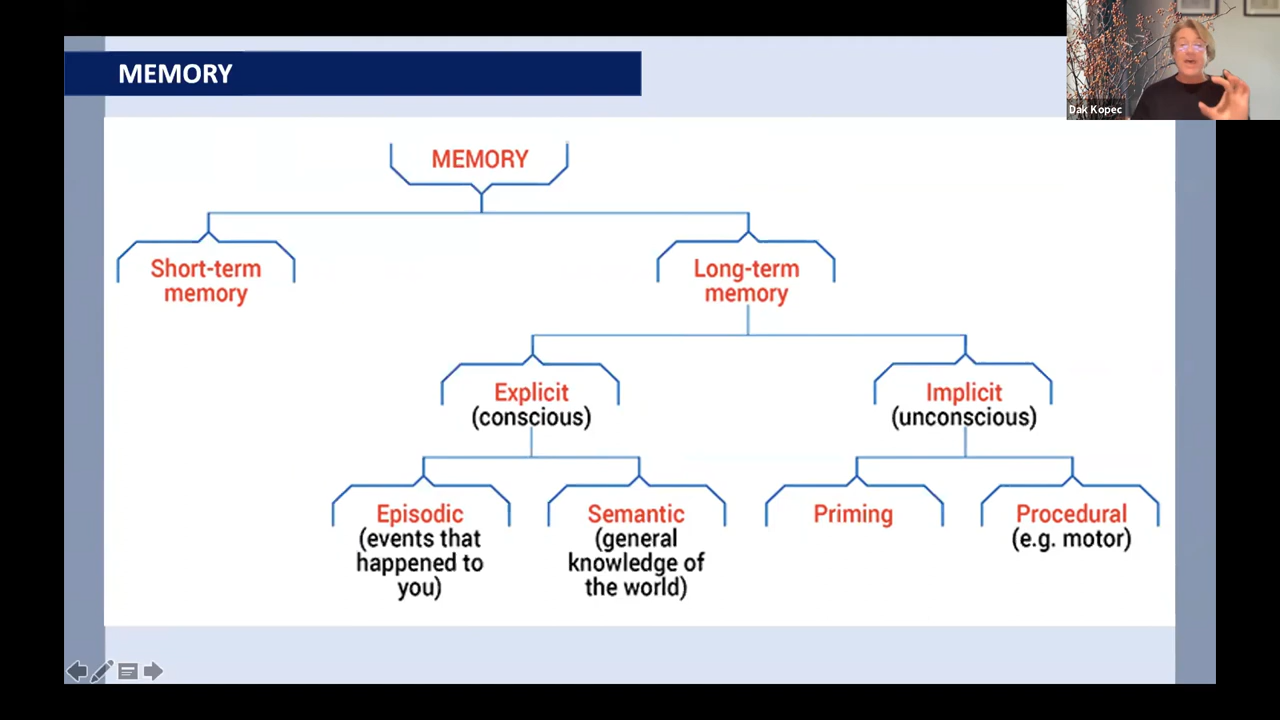 MEMORY
Dak Kopec
MEMORY
Short-term
memory
Long-term
memory
Explicit
(conscious)
Implicit
(unconscious)
Episodic
(events that
happened to
you)
Semantic
(general
knowledge of
the world)
Priming
Procedural
(e.g. motor)